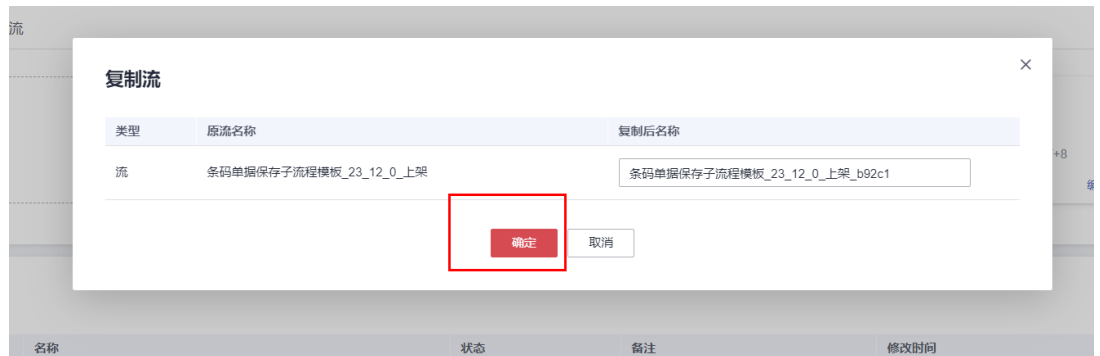 流
复制流
×
类型 原流名称 复制后名称
+8
流 条码单据保存子流程模板_23_12_0_上架 条码单据保存子流程模板_23_12_0_上架_b92c1
确定 取消
名称 状态 备注 修改时间